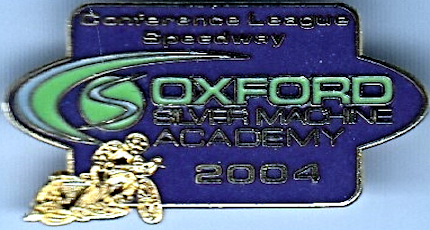 Conference League
Speedway
OXFORD
SILVER MACHINE
ACADEMY
2004